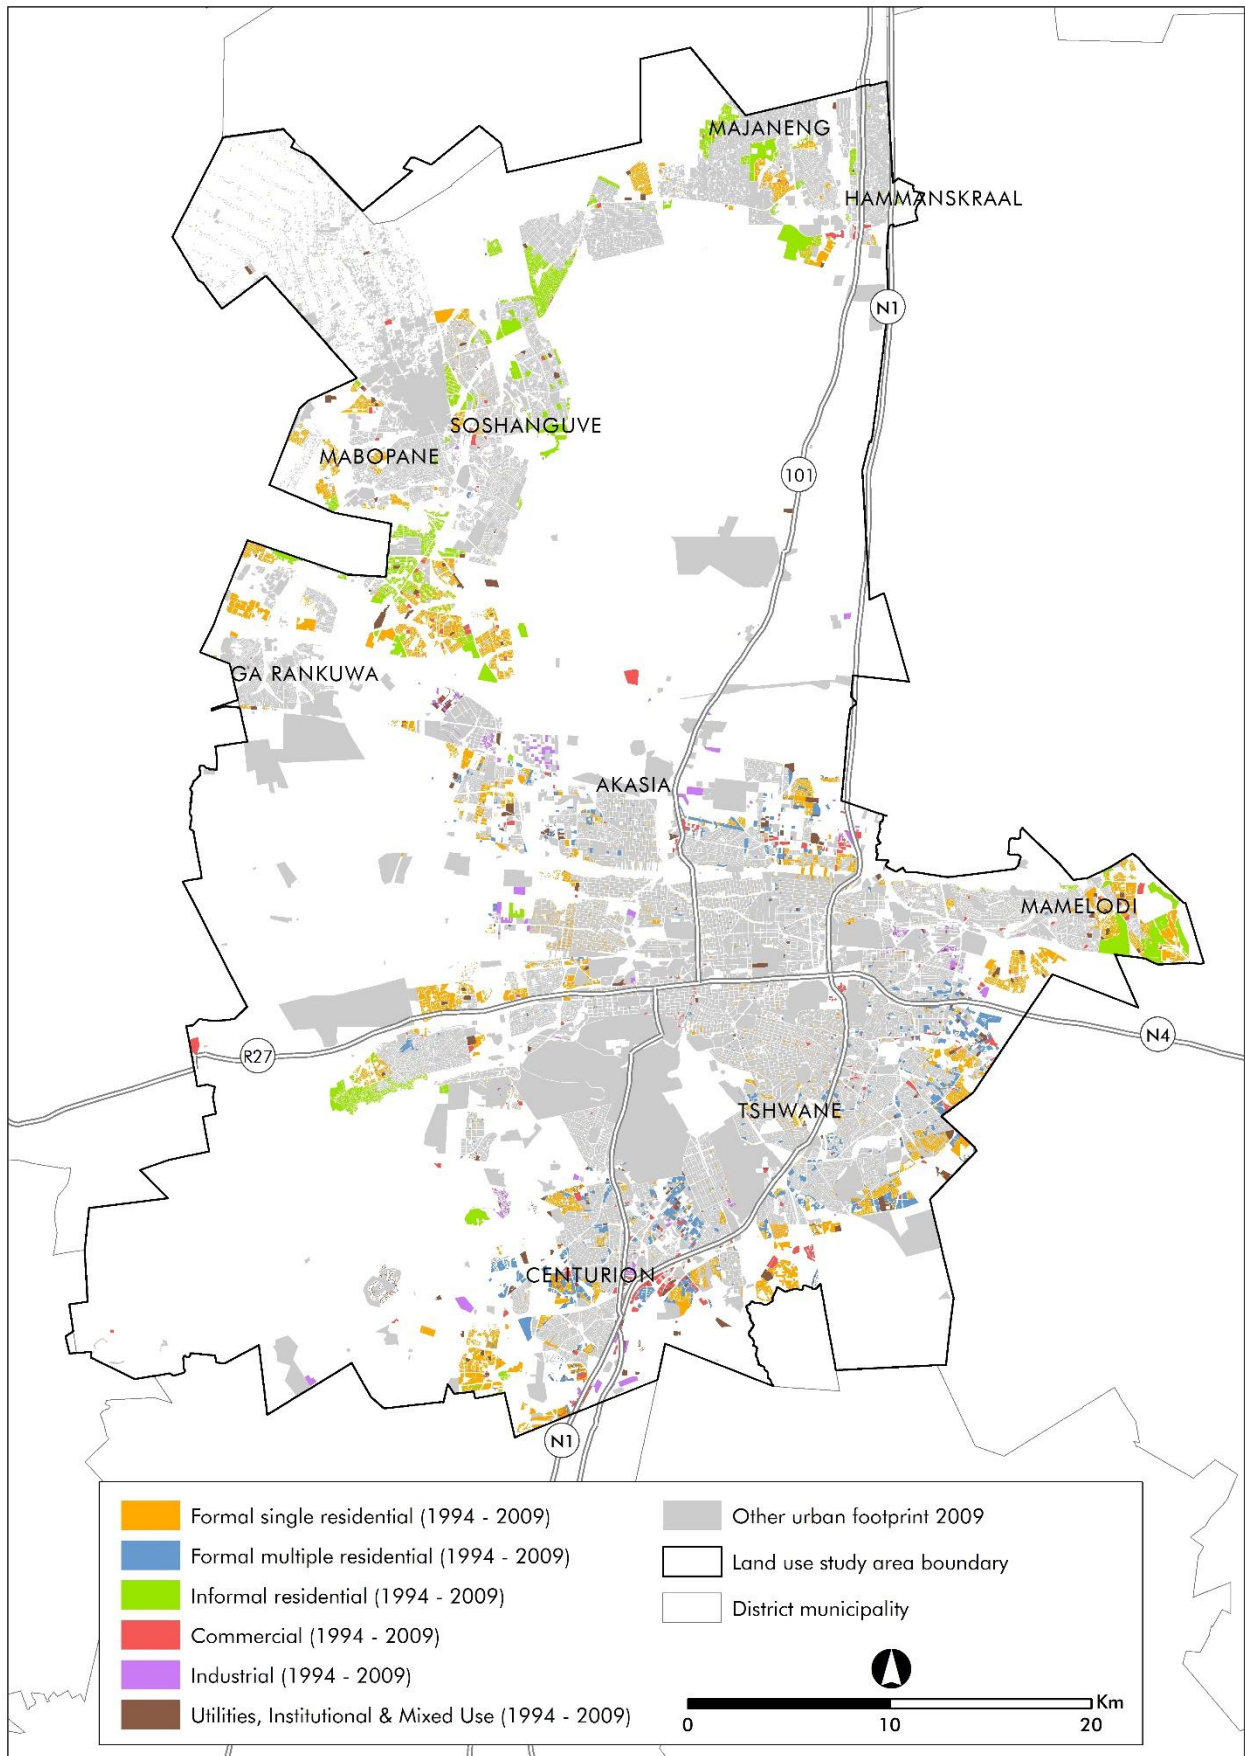 MAJANENG
HAMMANSKRAAL
N1
SOSHANGUVE
MABOPANE
101
GA RANKUWA
AKASIA
MAMELODI
N4
R27
TSHWANE
CENTURION
N1
Formal single residential (1994 - 2009)
Formal multiple residential (1994 - 2009)
Informal residential (1994 - 2009)
Commercial (1994 - 2009)
Industrial (1994 - 2009)
Utilities, Institutional & Mixed Use (1994 - 2009)
Other urban footprint 2009
Land use study area boundary
District municipality
Km
0 10 20